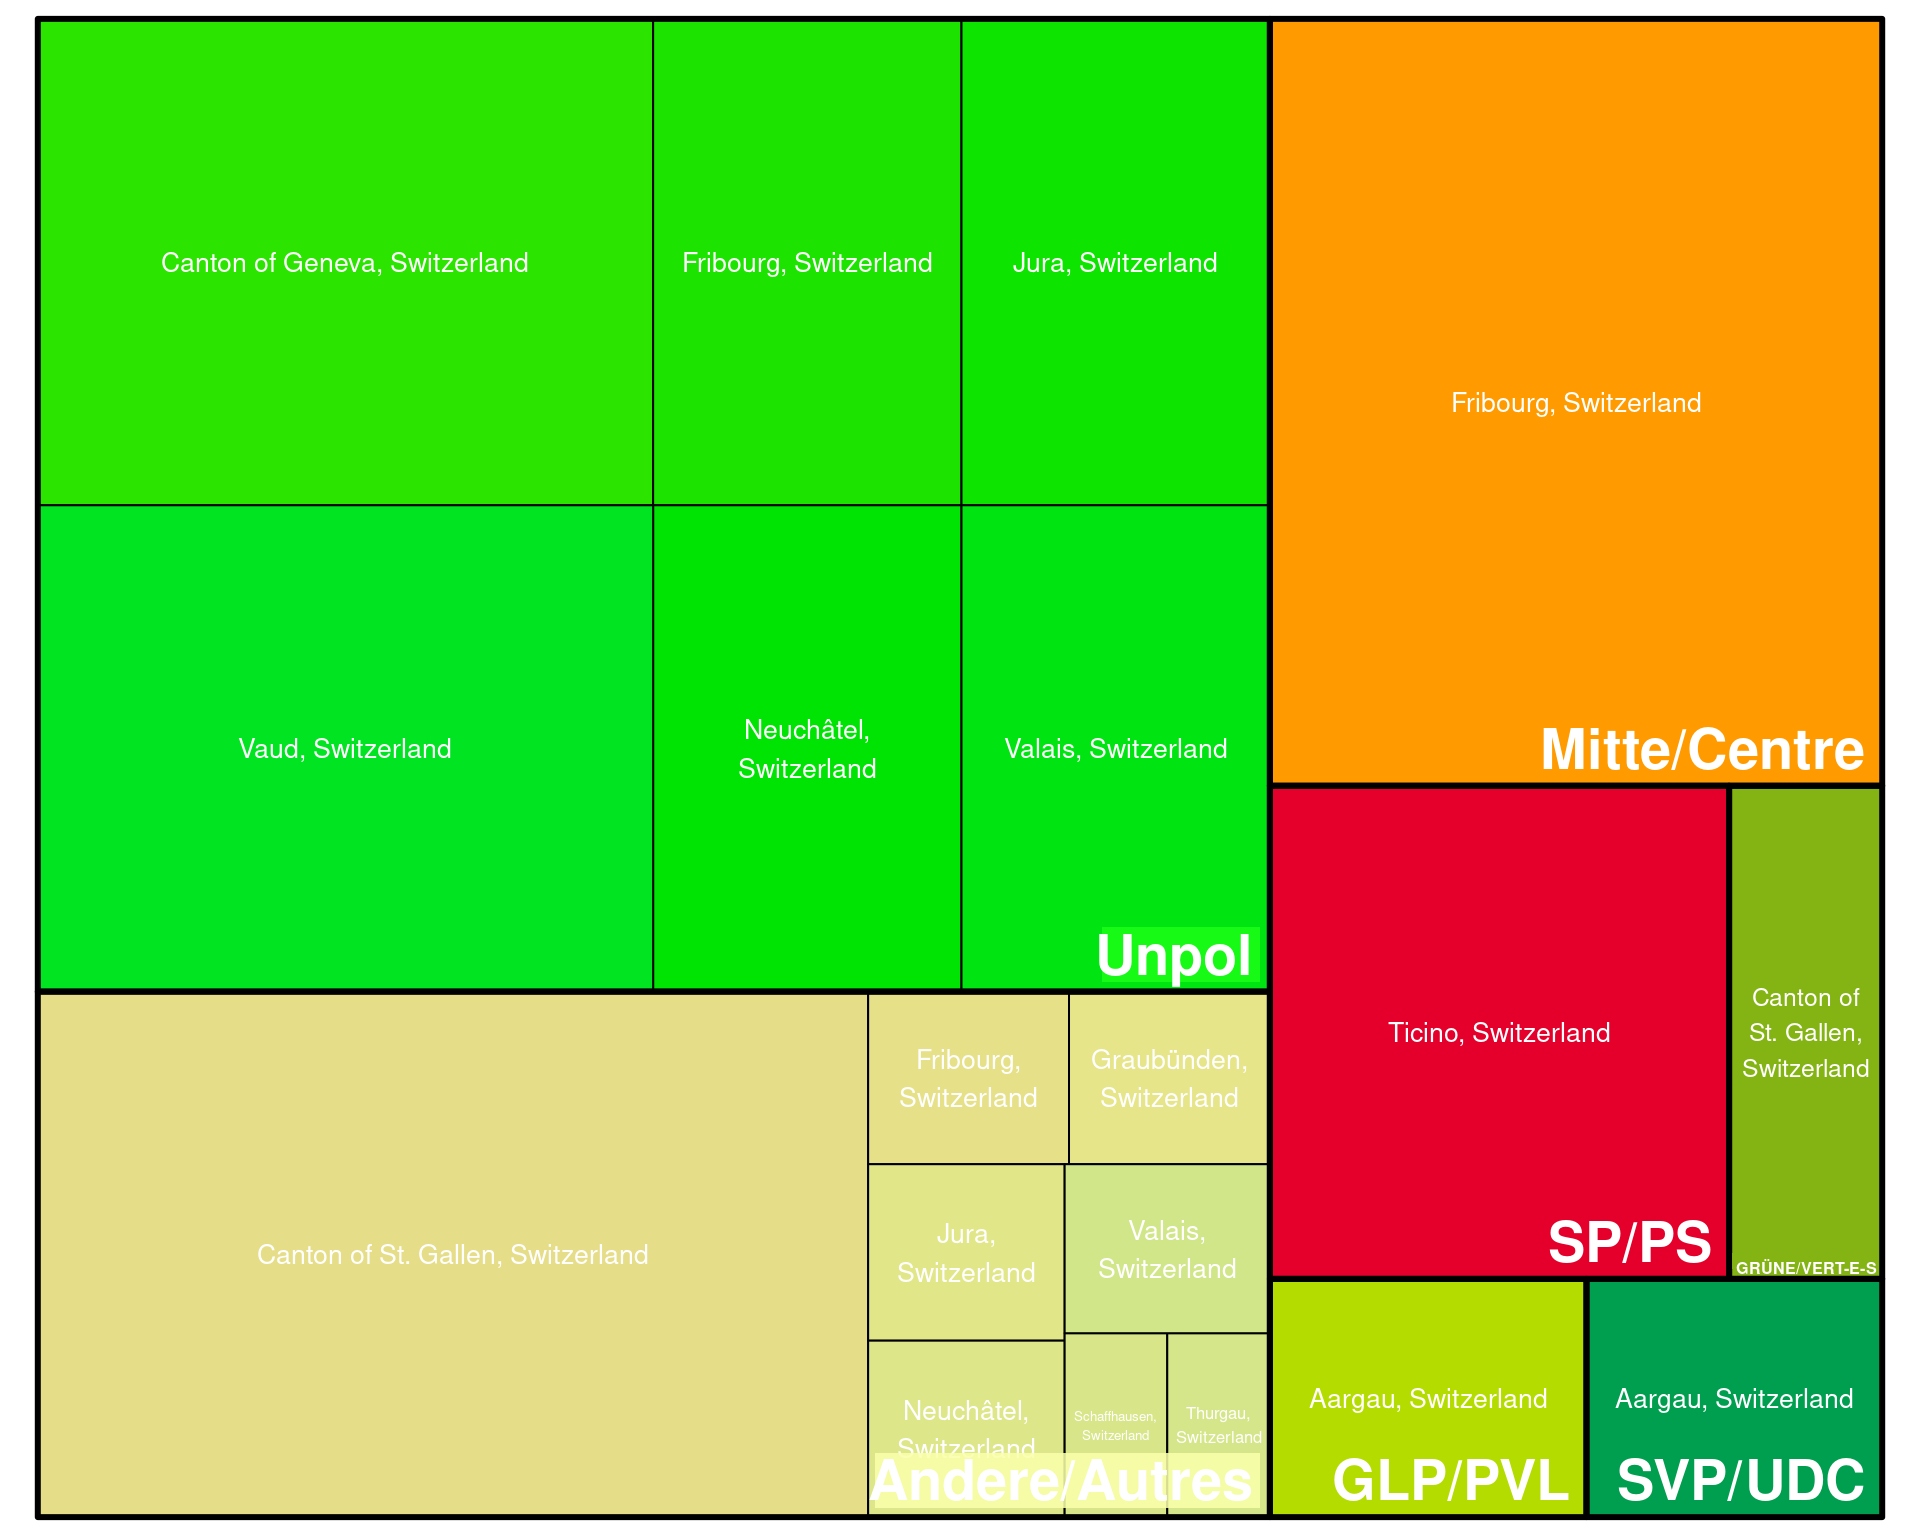 Canton of Geneva, Switzerland
Fribourg, Switzerland
Jura, Switzerland
Vaud, Switzerland
Neuchâtel,
Switzerland
Valais, Switzerland
Unpol
Fribourg, Switzerland
Mitte/Centre
Ticino, Switzerland
SP/PS
Canton of
St. Gallen,
Switzerland
GRÜNE/VERT-E-S
Canton of St. Gallen, Switzerland
Fribourg,
Switzerland
Graubünden,
Switzerland
Jura,
Switzerland
Valais,
Switzerland
Neuchâtel,
Switzerland
Schaffhausen,
Switzerland
Thurgau,
Switzerland
Andere/Autres
Aargau, Switzerland
GLP/PVL
Aargau, Switzerland
SVP/UDC